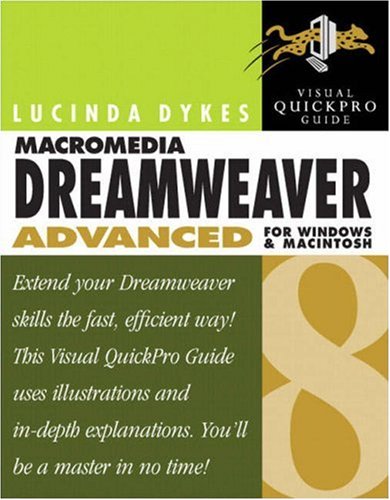 VISUAL
QUICKPRO
GUIDE
LUCINDA DYKES
MACROMEDIA
DREAMWEAVER
ADVANCED FOR WINDOWS
& MACINTOSH
8
Extend your Dreamweaver
skills the fast, efficient way!
This Visual QuickPro Guide
uses illustrations and
in-depth explanations. You'll
be a master in no time!